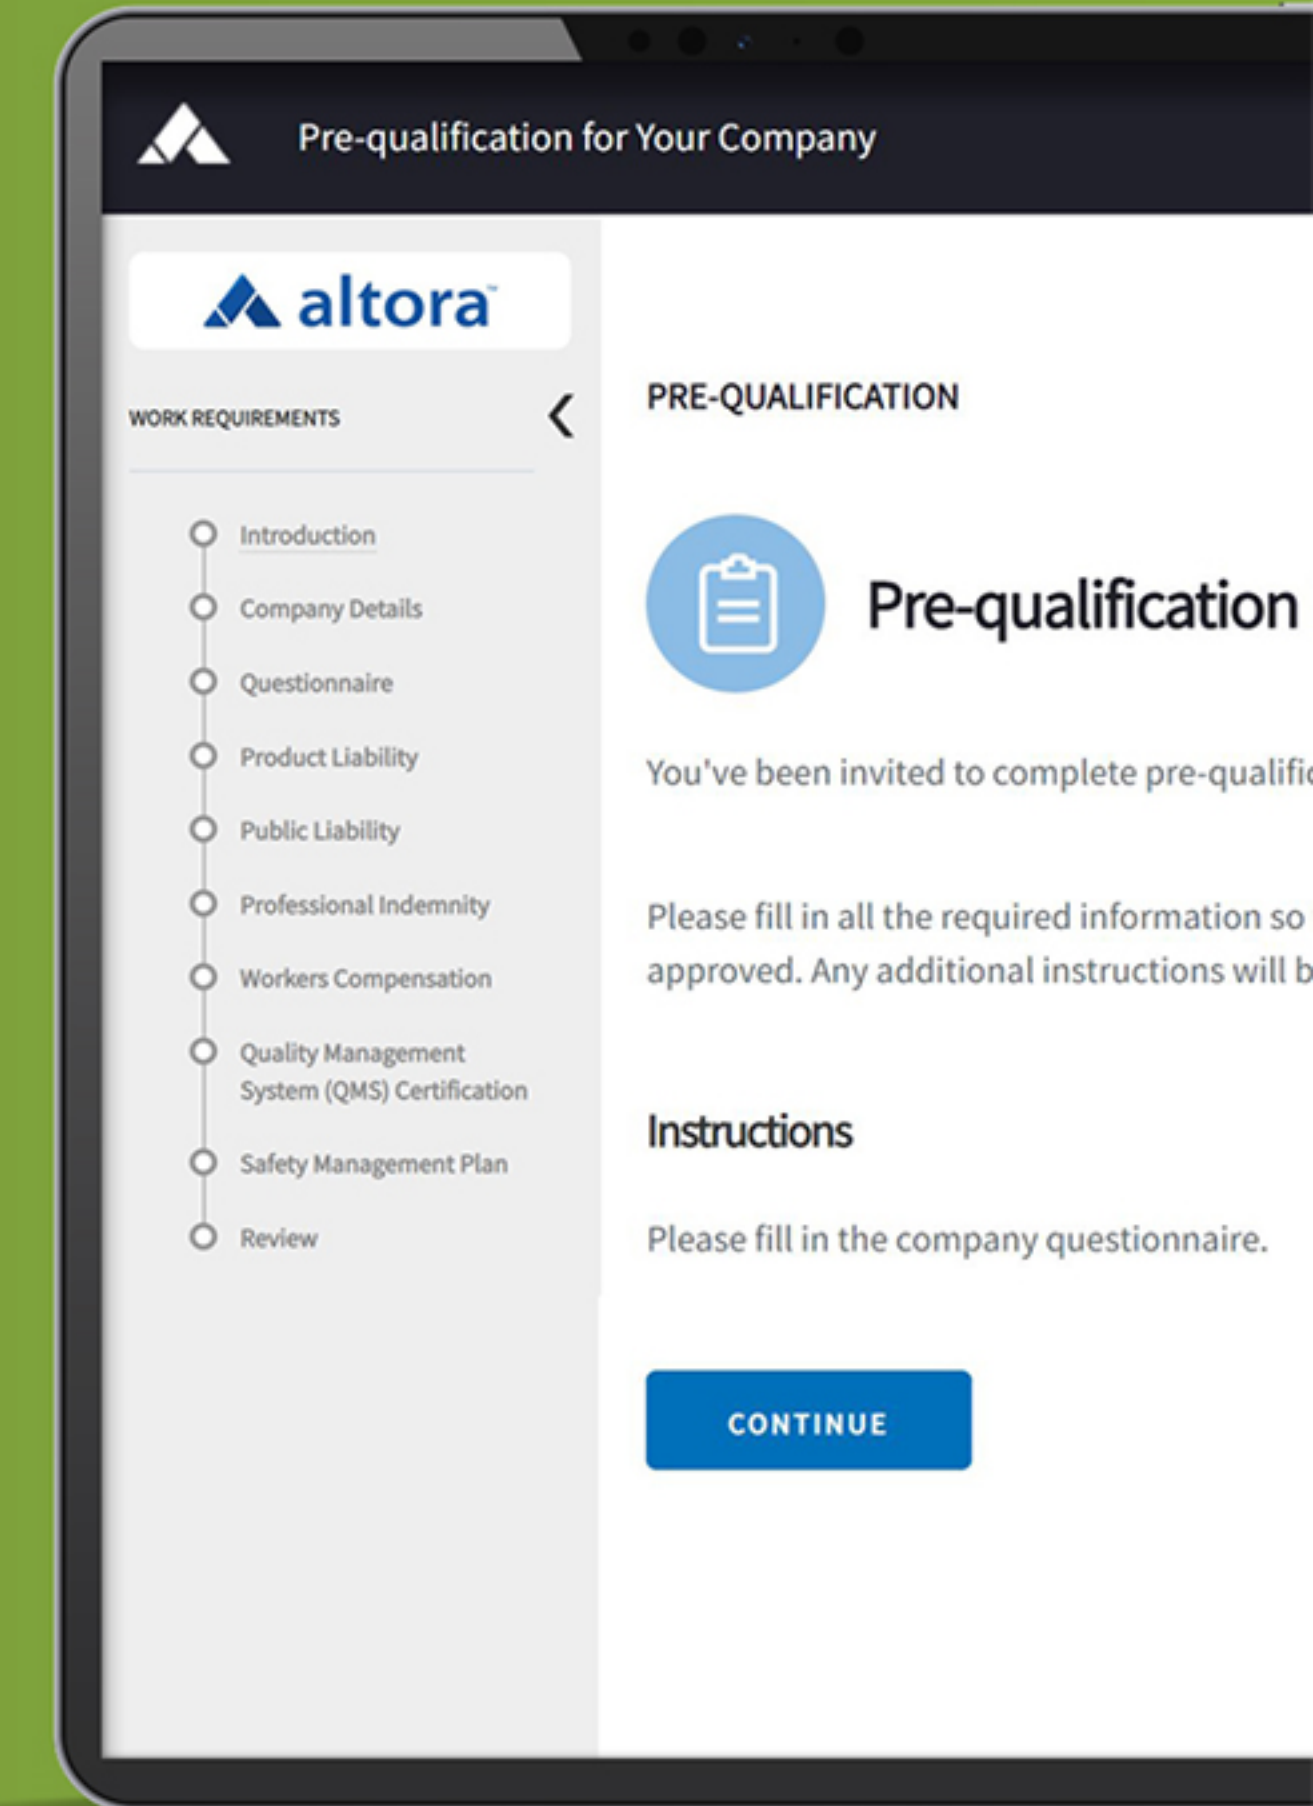 Pre-qualification for Your Company
altora™
WORK REQUIREMENTS
Introduction
Company Details
Questionnaire
Product Liability
Public Liability
Professional Indemnity
Workers Compensation
Quality Management
System (QMS) Certification
Safety Management Plan
Review
PRE-QUALIFICATION
Pre-qualification
You've been invited to complete
Please fill in all the required information so
approved. Any additional instructions will
Instructions
Please fill in the company questionnaire.
CONTINUE